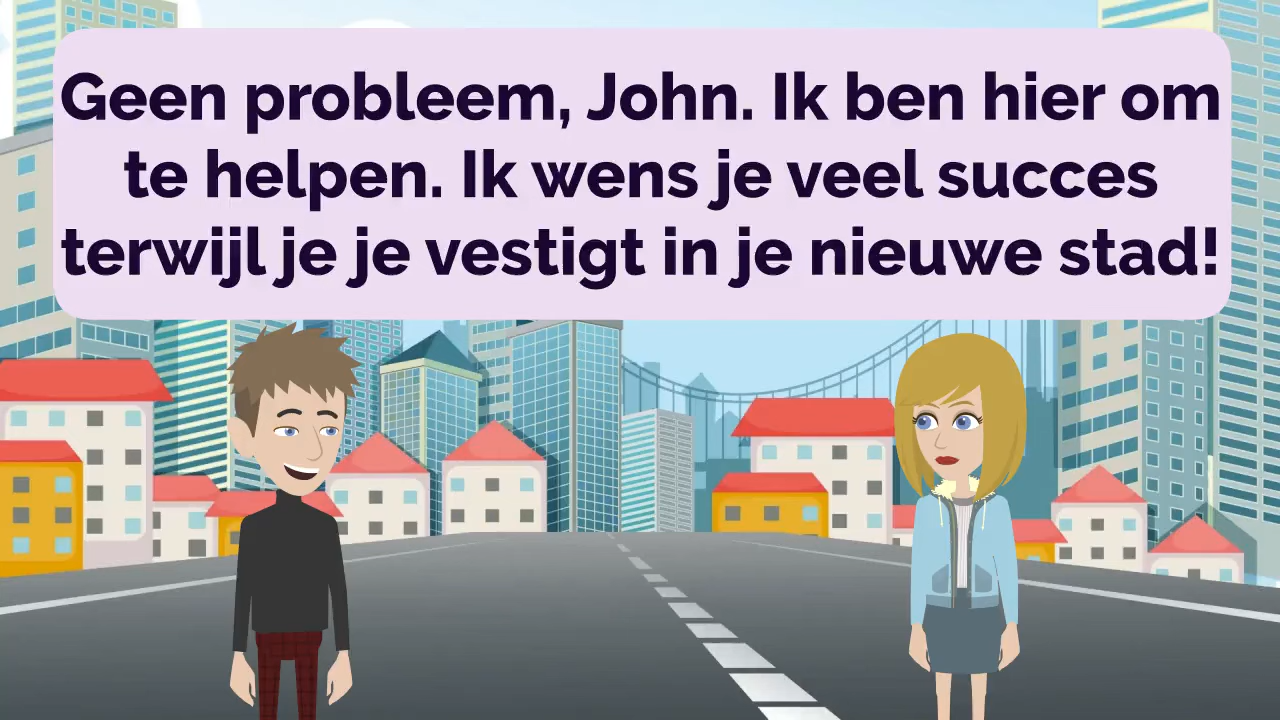 Geen probleem, John. Ik ben hier om
te helpen. Ik wens je veel succes
terwijl je je vestigt in je nieuwe stad!